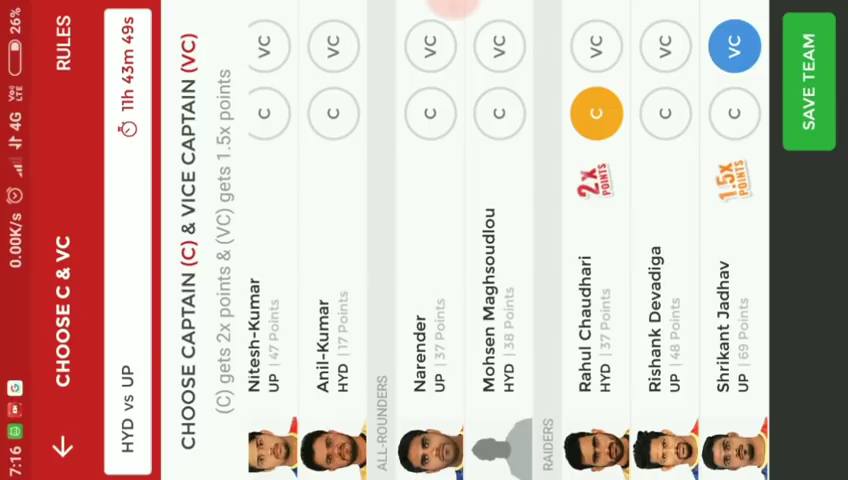 7:16
0.00K/s
4G
VoLTE
26%
CHOOSE C & VC
RULES
HYD vs UP
11h 43m 49s
CHOOSE CAPTAIN (C) & VICE CAPTAIN (VC)
(C) gets 2x points & (VC) gets 1.5x points
Nitesh-Kumar
UP | 47 Points
C
VC
Anil-Kumar
HYD | 17 Points
C
VC
ALL-ROUNDERS
Narender
UP | 37 Points
C
VC
Mohsen Maghsoudlou
HYD | 38 Points
C
VC
RAIDERS
Rahul Chaudhari
HYD | 37 Points
2X
POINTS
C
VC
Rishank Devadiga
UP | 48 Points
C
VC
Shrikant Jadhav
UP | 69 Points
1.5X
POINTS
C
VC
SAVE TEAM